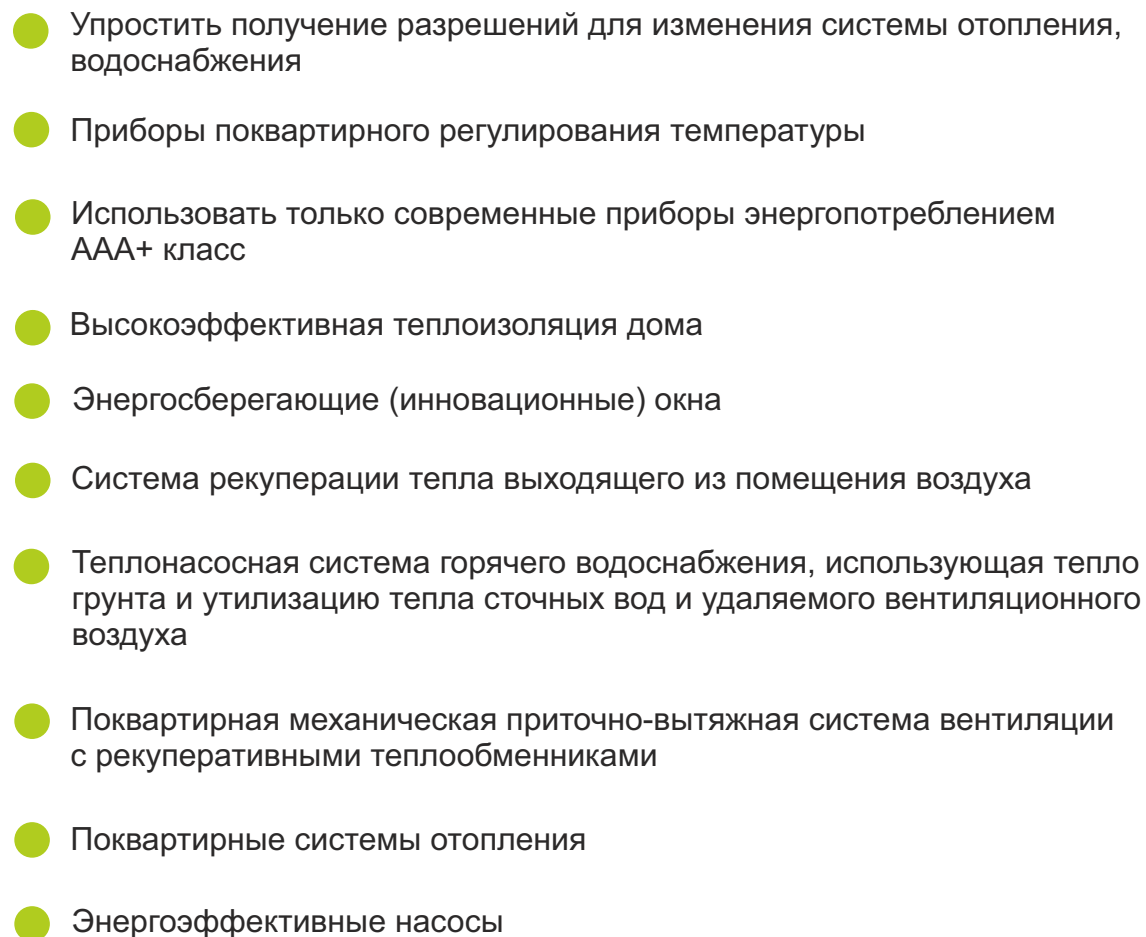 Упростить получение разрешений для изменения системы отопления,
водоснабжения
Приборы поквартирного регулирования температуры
Использовать только современные приборы энергопотреблением
ААА+ класс
Высокоэффективная теплоизоляция дома
Энергосберегающие (инновационные) окна
Система рекуперации тепла выходящего из помещения воздуха
Теплонасосная система горячего водоснабжения, использующая тепло
грунта и утилизацию тепла сточных вод и удаляемого вентиляционного
воздуха
Поквартирная механическая приточно-вытяжная система вентиляции
с рекуперативными теплообменниками
Поквартирные системы отопления
Энергоэффективные насосы